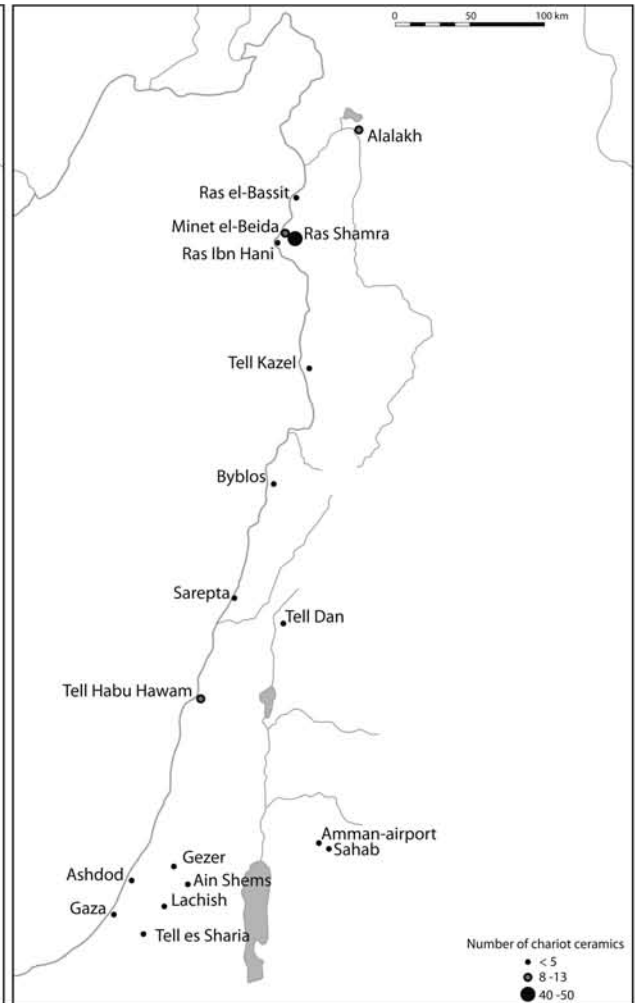 0 50 100 km
Alalakh
Ras el-Bassit
Minet el-Beida
Ras Shamra
Ras Ibn Hani
Tell Kazel
Byblos
Sarepta
Tell Dan
Tell Habu Hawam
Amman-airport
Sahab
Gezer
Ashdod
Ain Shems
Lachish
Gaza
Tell es Sharia
Number of chariot ceramics
< 5
8 -13
40 -50